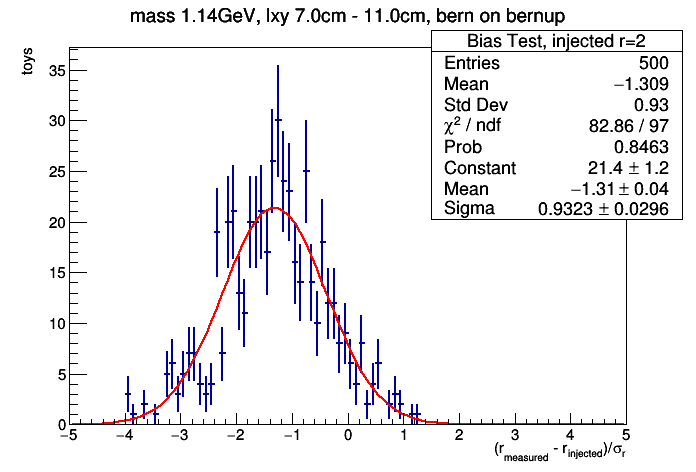 mass 1.14GeV, lxy 7.0cm - 11.0cm, bern on bernup
Bias Test, injected r=2
Entries 500
Mean −1.309
Std Dev 0.93
χ² / ndf 82.86 / 97
Prob 0.8463
Constant 21.4 ± 1.2
Mean −1.31 ± 0.04
Sigma 0.9323 ± 0.0296
toys
35
30
25
20
15
10
5
0
−5 −4 −3 −2 −1 0 1 2 3 4 5
(r_measured - r_injected)/σ_r